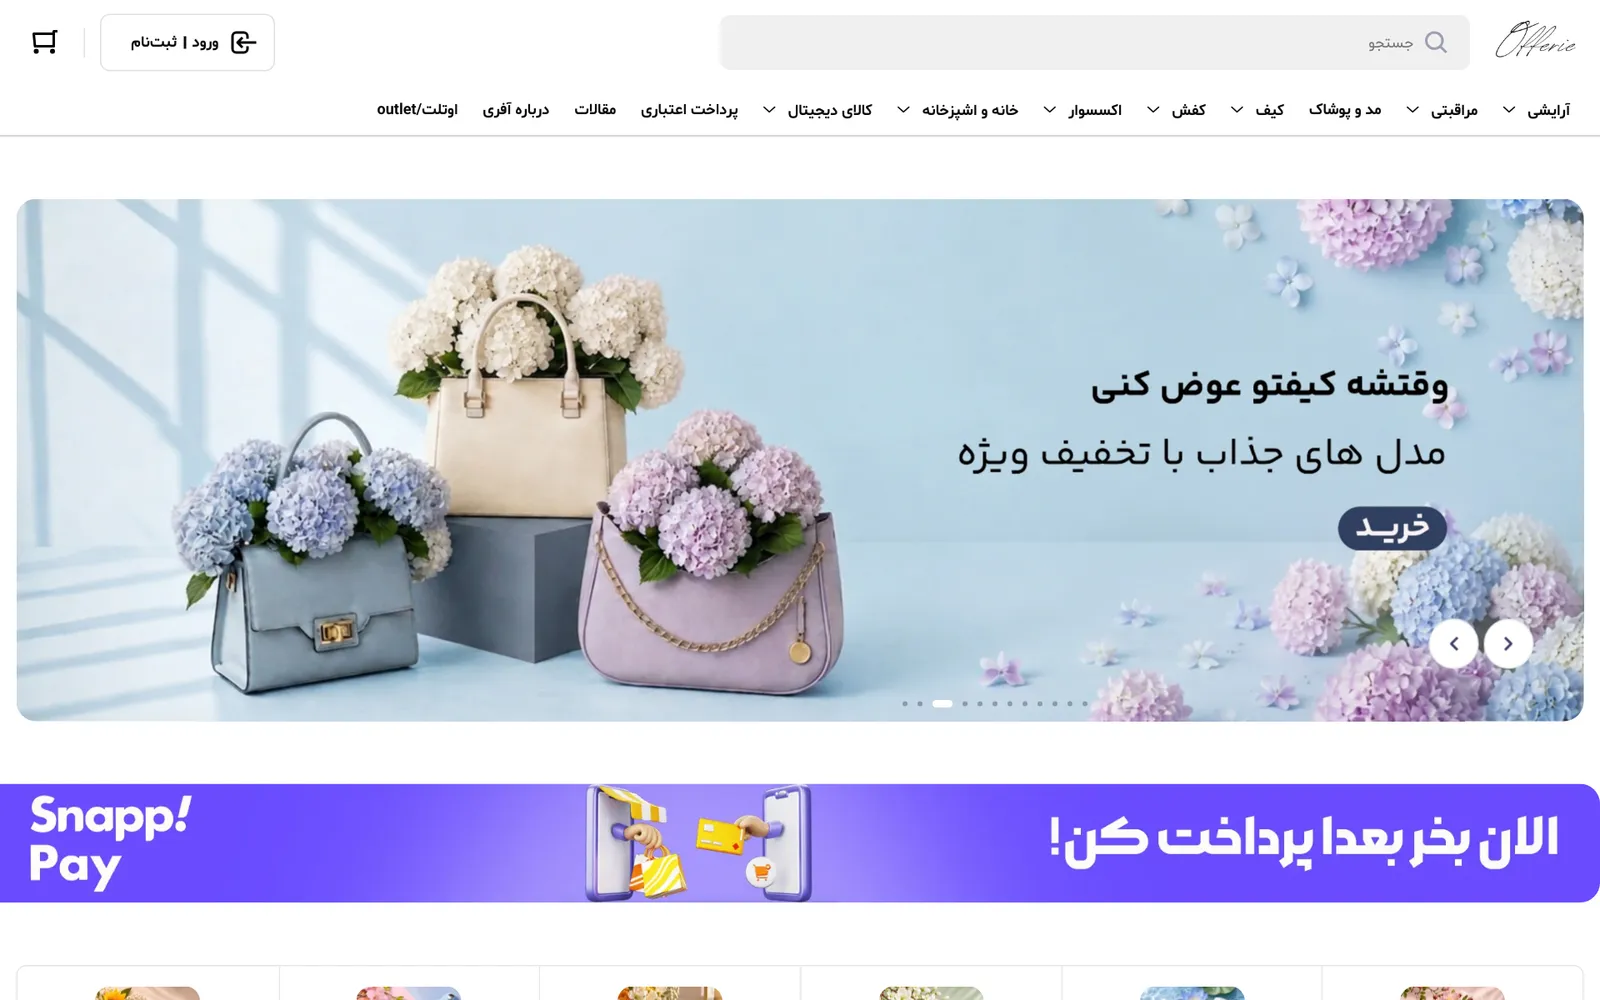 Offerie
جستجو
ورود | ثبت‌نام
آرایشی
مراقبتی
مد و پوشاک
کیف
کفش
اکسسوار
خانه و اشپزخانه
کالای دیجیتال
پرداخت اعتباری
مقالات
درباره آفری
اوتلت/outlet
وقتشه کیفتو عوض کنی
مدل های جذاب با تخفیف ویژه
خرید
الان بخر بعدا پرداخت کن!
Snapp!
Pay